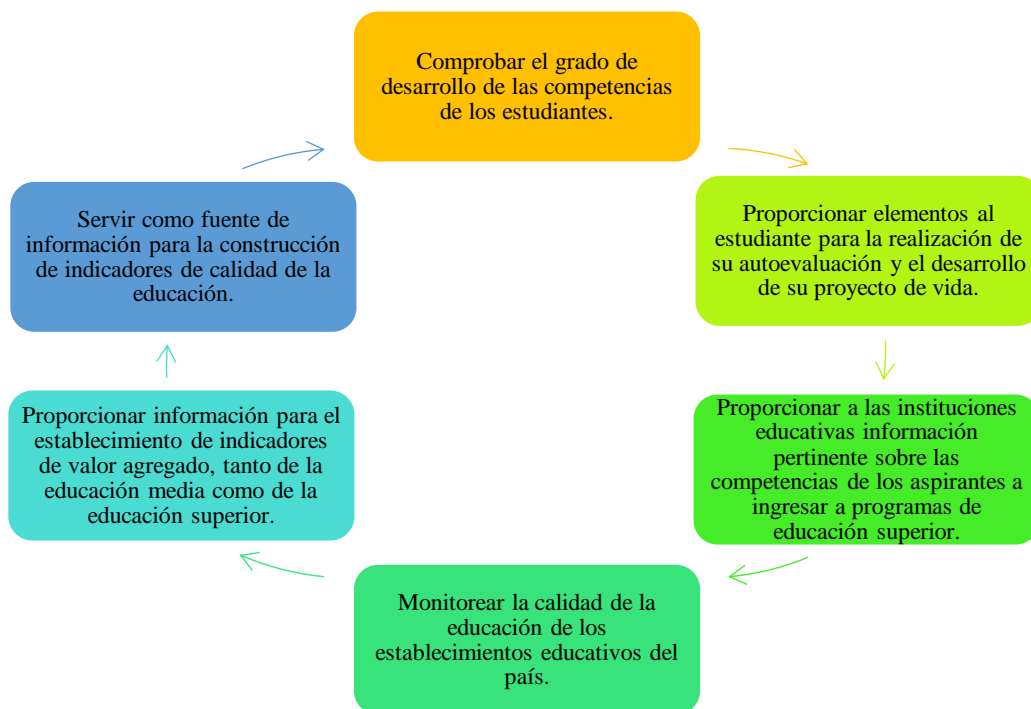 Comprobar el grado de
desarrollo de las competencias
de los estudiantes.
Proporcionar elementos al
estudiante para la realización de
su autoevaluación y el desarrollo
de su proyecto de vida.
Proporcionar a las instituciones
educativas información
pertinente sobre las
competencias de los aspirantes a
ingresar a programas de
educación superior.
Monitorear la calidad de la
educación de los
establecimientos educativos del
país.
Proporcionar información para el
establecimiento de indicadores
de valor agregado, tanto de la
educación media como de la
educación superior.
Servir como fuente de
información para la construcción
de indicadores de calidad de la
educación.